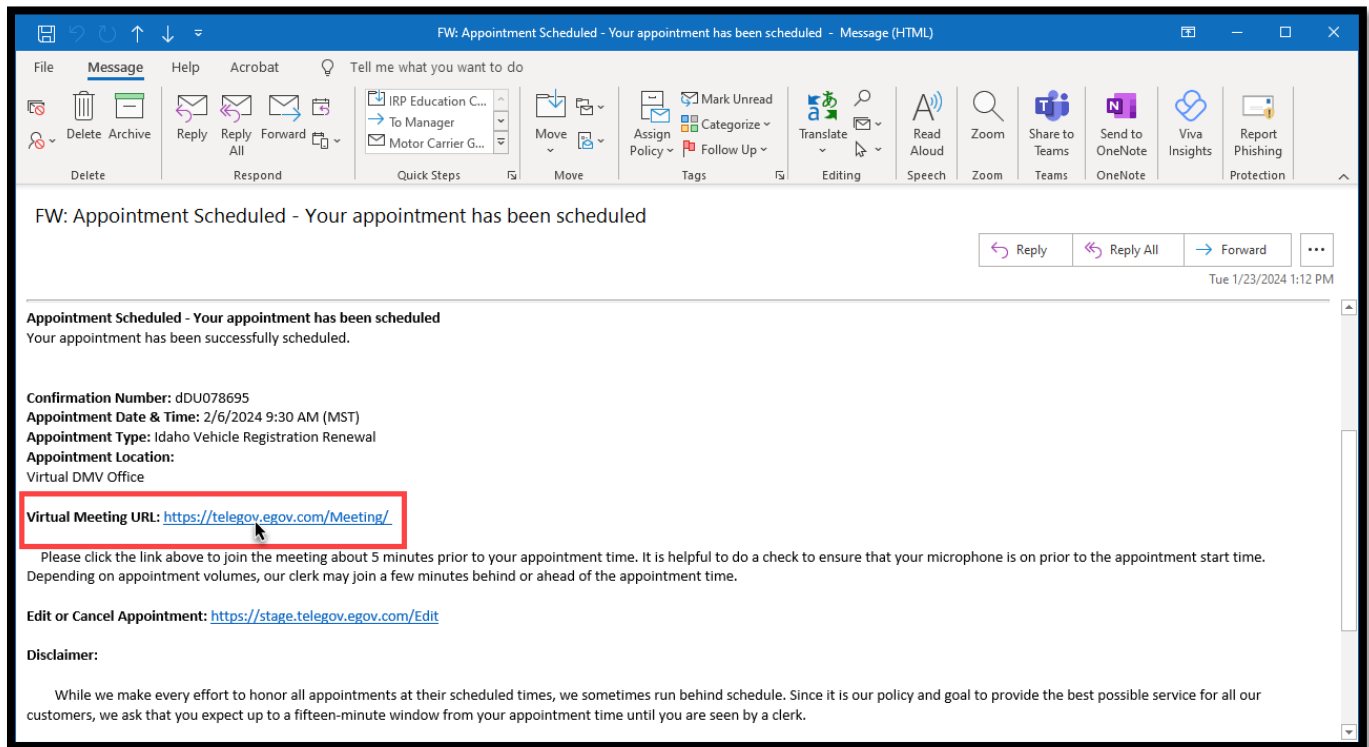 FW: Appointment Scheduled - Your appointment has been scheduled - Message (HTML)
File Message Help Acrobat Tell me what you want to do
Delete Archive
Reply Reply All Forward
IRP Education C...
To Manager
Motor Carrier G...
Move
Assign Policy
Mark Unread
Categorize
Follow Up
Translate
Read Aloud
Zoom
Share to Teams
Send to OneNote
Viva Insights
Report Phishing
Delete Respond Quick Steps Move Tags Editing Speech Zoom Teams OneNote Protection
FW: Appointment Scheduled - Your appointment has been scheduled
Reply Reply All Forward
Tue 1/23/2024 1:12 PM
Appointment Scheduled - Your appointment has been scheduled
Your appointment has been successfully scheduled.
Confirmation Number: dDU078695
Appointment Date & Time: 2/6/2024 9:30 AM (MST)
Appointment Type: Idaho Vehicle Registration Renewal
Appointment Location:
Virtual DMV Office
Virtual Meeting URL: https://telegov.egov.com/Meeting/
Please click the link above to join the meeting about 5 minutes prior to your appointment time. It is helpful to do a check to ensure that your microphone is on prior to the appointment start time.
Depending on appointment volumes, our clerk may join a few minutes behind or ahead of the appointment time.
Edit or Cancel Appointment: https://stage.telegov.egov.com/Edit
Disclaimer:
While we make every effort to honor all appointments at their scheduled times, we sometimes run behind schedule. Since it is our policy and goal to provide the best possible service for all our
customers, we ask that you expect up to a fifteen-minute window from your appointment time until you are seen by a clerk.